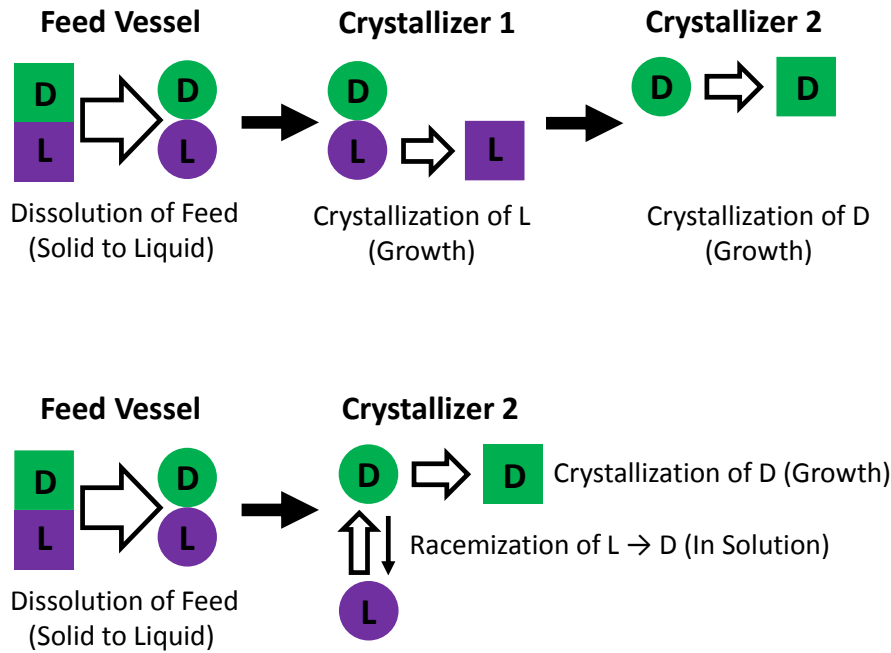 Feed Vessel
Crystallizer 1
Crystallizer 2
D
D
D
D
D
L
L
L
L
Dissolution of Feed
(Solid to Liquid)
Crystallization of L
(Growth)
Crystallization of D
(Growth)
Feed Vessel
Crystallizer 2
D
D
D
D
Crystallization of D (Growth)
L
L
Racemization of L → D (In Solution)
L
Dissolution of Feed
(Solid to Liquid)